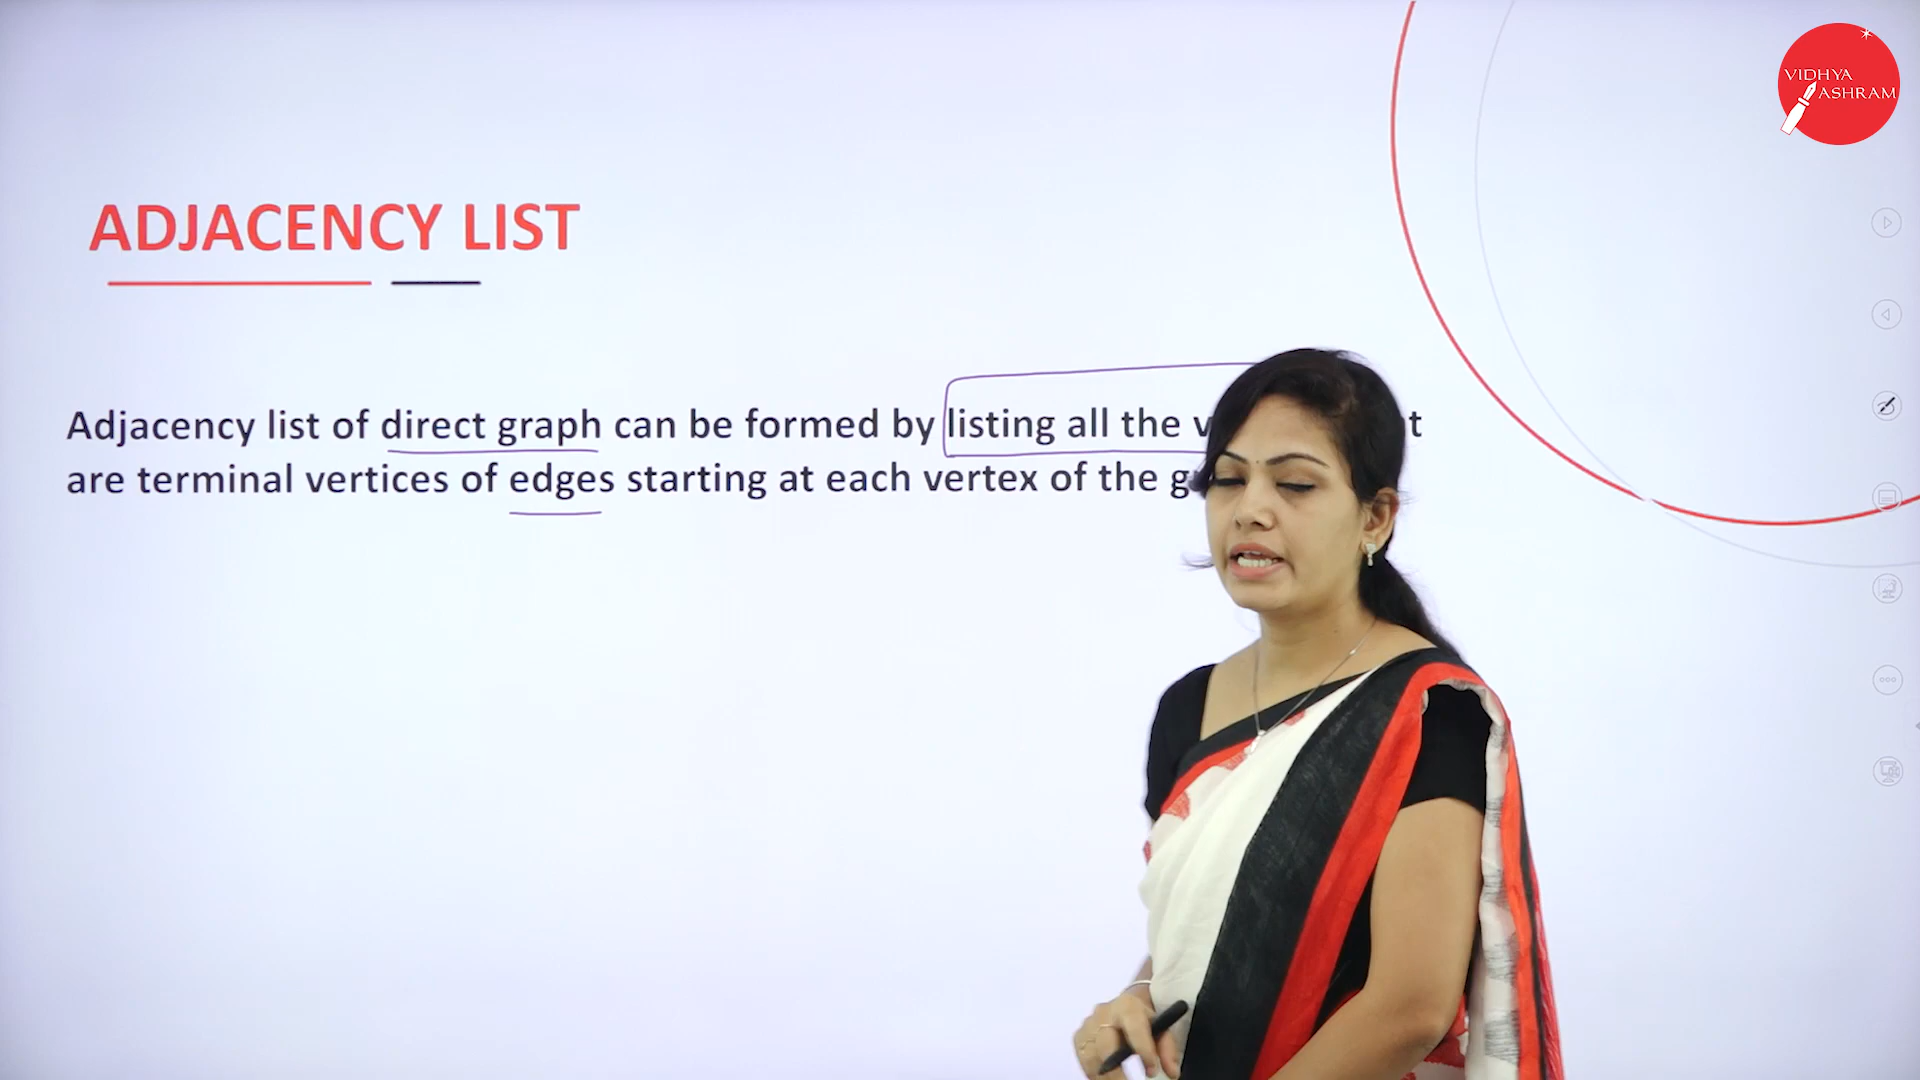 VIDHYA
ASHRAM
ADJACENCY LIST
Adjacency list of direct graph can be formed by listing all the
are terminal vertices of edges starting at each vertex of the